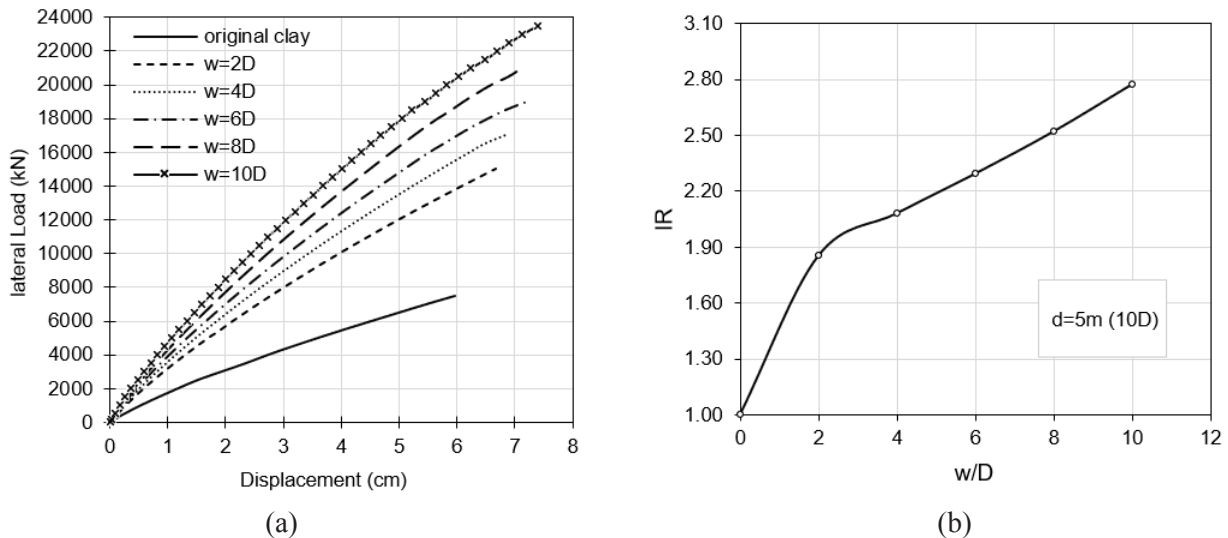 24000
22000
20000
18000
16000
14000
12000
10000
8000
6000
4000
2000
0
lateral Load (kN)
original clay
w=2D
w=4D
w=6D
w=8D
w=10D
0 1 2 3 4 5 6 7 8
Displacement (cm)
(a)
3.10
2.80
2.50
2.20
1.90
1.60
1.30
1.00
IR
d=5m (10D)
0 2 4 6 8 10 12
w/D
(b)